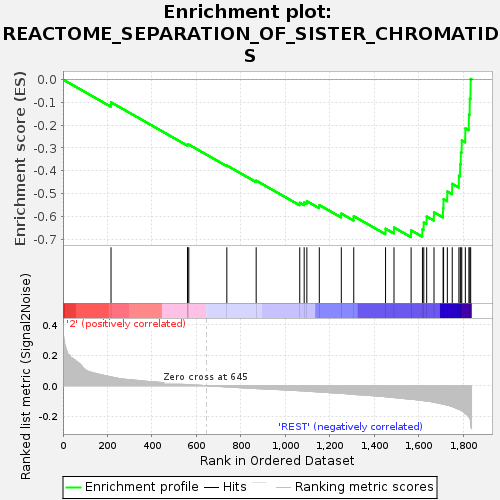 Enrichment plot:
REACTOME_SEPARATION_OF_SISTER_CHROMATID
S
Enrichment score (ES)
0.0
-0.1
-0.2
-0.3
-0.4
-0.5
-0.6
-0.7
'2' (positively correlated)
Ranked list metric (Signal2Noise)
0.4
0.2
0.0
-0.2
Zero cross at 645
'REST' (negatively correlated)
0 200 400 600 800 1,000 1,200 1,400 1,600 1,800
Rank in Ordered Dataset
Enrichment profile Hits Ranking metric scores